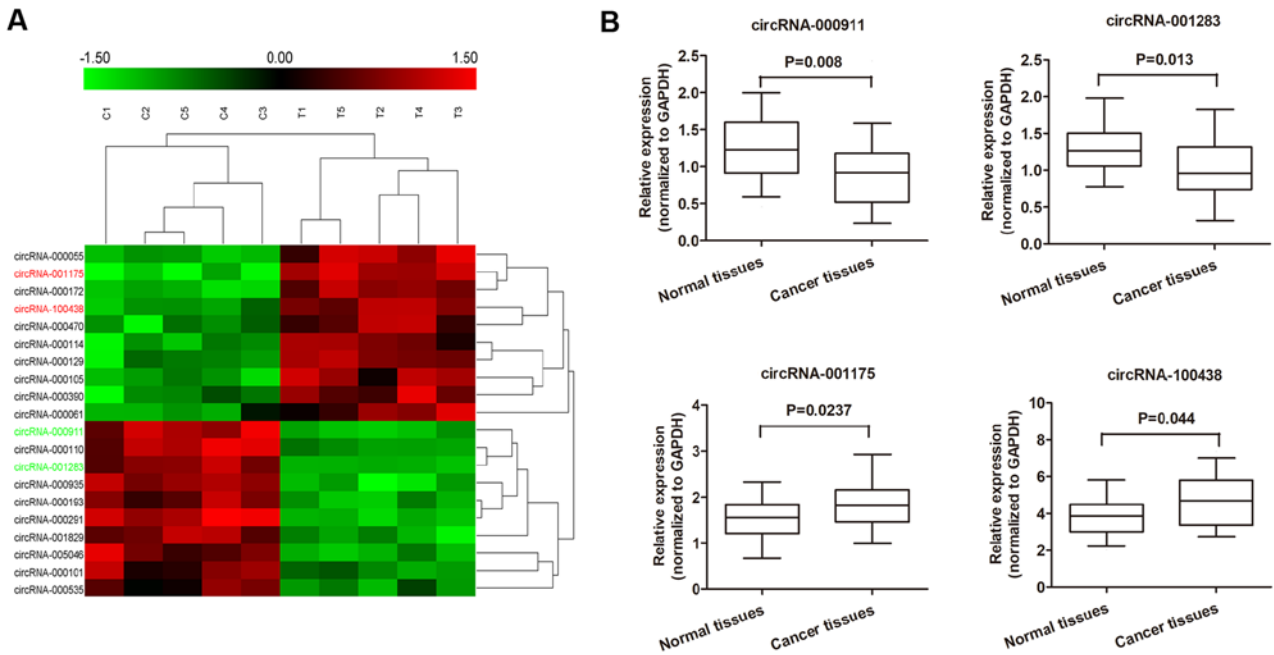 A
-1.50 0.00 1.50
C1 C2 C5 C4 C3 T1 T5 T2 T4 T3
circRNA-000055
circRNA-001175
circRNA-000172
circRNA-100438
circRNA-000470
circRNA-000114
circRNA-000129
circRNA-000105
circRNA-000390
circRNA-000061
circRNA-000911
circRNA-000110
circRNA-001283
circRNA-000935
circRNA-000193
circRNA-000291
circRNA-001829
circRNA-005046
circRNA-000101
circRNA-000535
B
circRNA-000911
Relative expression
(normalized to GAPDH)
2.5
2.0
1.5
1.0
0.5
0.0
P=0.008
Normal tissues
Cancer tissues
circRNA-001283
Relative expression
(normalized to GAPDH)
2.5
2.0
1.5
1.0
0.5
0.0
P=0.013
Normal tissues
Cancer tissues
circRNA-001175
Relative expression
(normalized to GAPDH)
4
3
2
1
0
P=0.0237
Normal tissues
Cancer tissues
circRNA-100438
Relative expression
(normalized to GAPDH)
10
8
6
4
2
0
P=0.044
Normal tissues
Cancer tissues